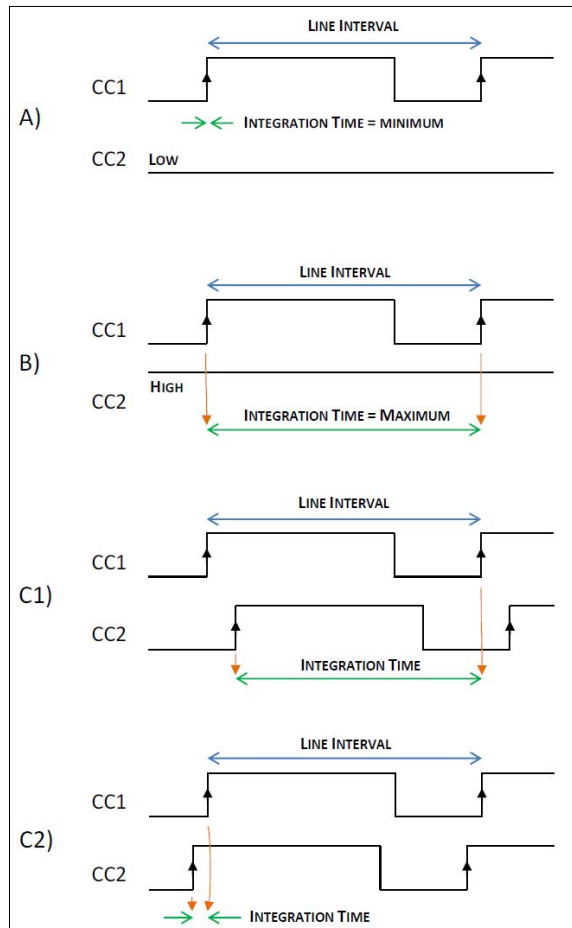 LINE INTERVAL
CC1
A)
INTEGRATION TIME = MINIMUM
CC2 LOW
LINE INTERVAL
CC1
B)
HIGH
CC2
INTEGRATION TIME = MAXIMUM
LINE INTERVAL
CC1
C1)
CC2
INTEGRATION TIME
LINE INTERVAL
CC1
C2)
CC2
INTEGRATION TIME